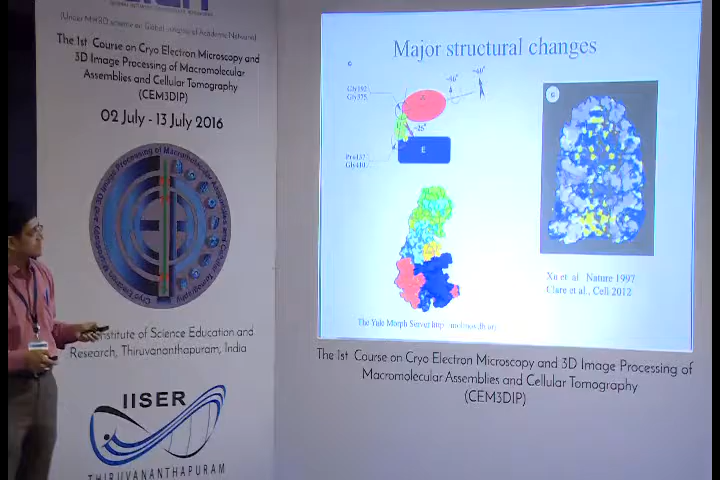 (Under MHRD scheme on Global Initiative of Academic Network)
The 1st Course on Cryo Electron Microscopy and
3D Image Processing of Macromolecular
Assemblies and Cellular Tomography
(CEM3DIP)
02 July - 13 July 2016
Institute of Science Education and
Research, Thiruvananthapuram, India
IISER
THIRUVANANTHAPURAM
Major structural changes
Gly192
Gly375
~25°
E
Pro137
Gly410
Xu et al Nature 1997
Clare et al., Cell 2012
The Yale Morph Server http
The 1st Course on Cryo Electron Microscopy and 3D Image Processing of
Macromolecular Assemblies and Cellular Tomography
(CEM3DIP)